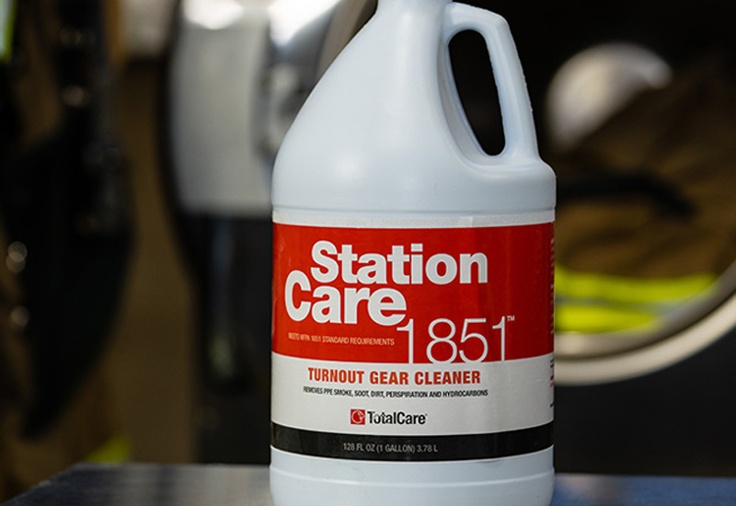 Station
Care
1851™
MEETS NFPA 1851 STANDARD REQUIREMENTS
TURNOUT GEAR CLEANER
REMOVES PPE SMOKE, SOOT, DIRT, PERSPIRATION AND HYDROCARBONS
TotalCare®
128 FL OZ (1 GALLON) 3.78 L